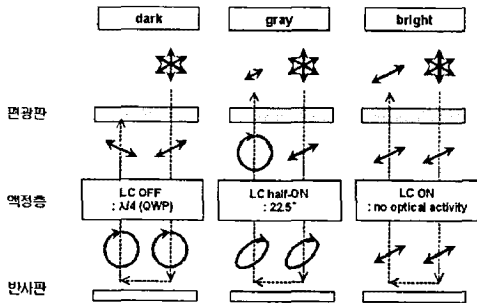 dark gray bright
편광판
액정층
LC OFF
: λ/4 (QWP)
LC half-ON
: 22.5°
LC ON
: no optical activity
반사판